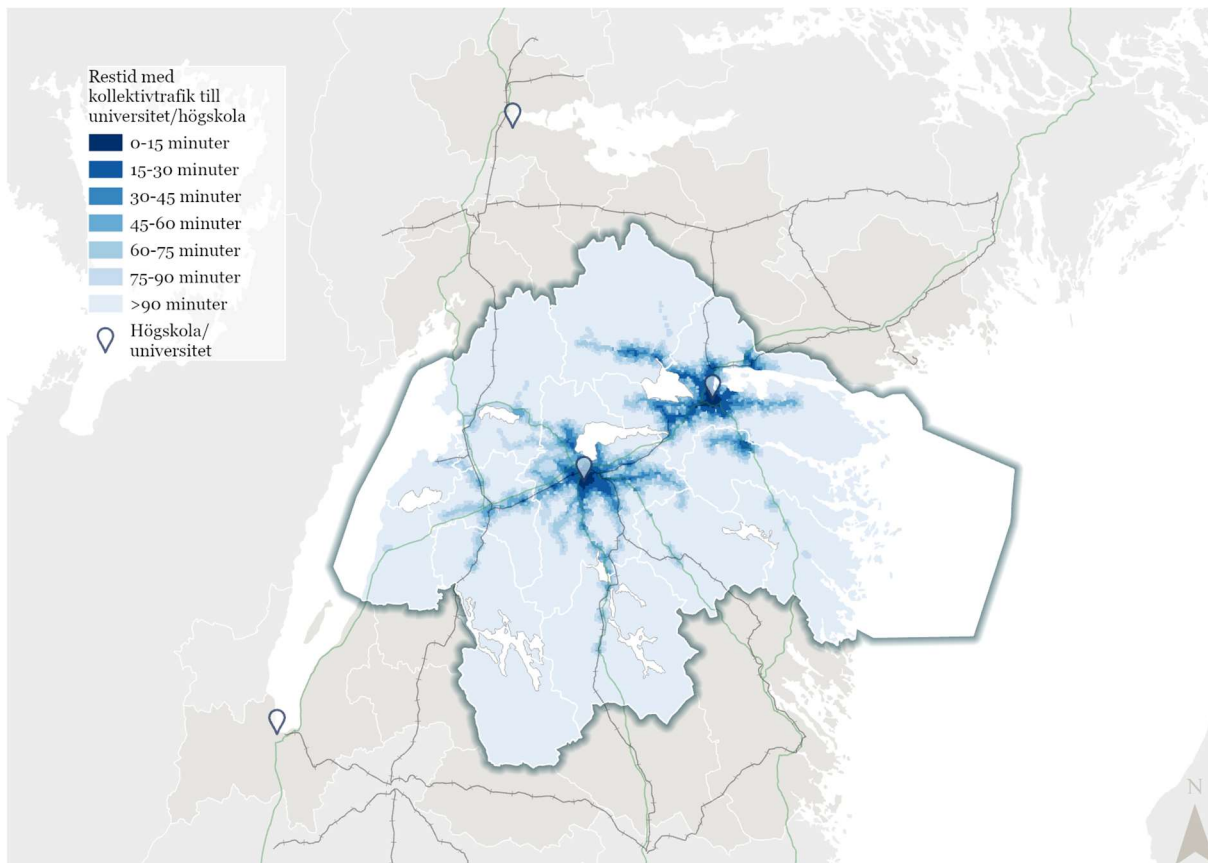 Restid med
kollektivtrafik till
universitet/högskola
0-15 minuter
15-30 minuter
30-45 minuter
45-60 minuter
60-75 minuter
75-90 minuter
>90 minuter
Högskola/
universitet
N